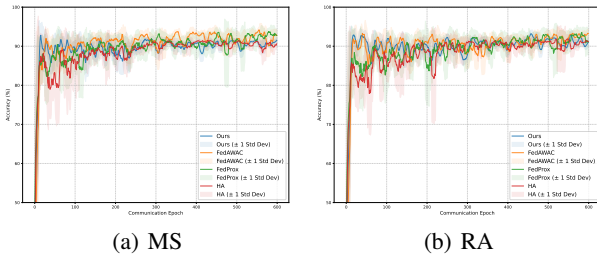 100
90
80
70
60
50
Accuracy (%)
0
100
200
300
400
500
600
Communication Epoch
Ours
Ours (± 1 Std Dev)
FedAWAC
FedAWAC (± 1 Std Dev)
FedProx
FedProx (± 1 Std Dev)
HA
HA (± 1 Std Dev)
(a) MS
100
90
80
70
60
50
Accuracy (%)
0
100
200
300
400
500
600
Communication Epoch
Ours
Ours (± 1 Std Dev)
FedAWAC
FedAWAC (± 1 Std Dev)
FedProx
FedProx (± 1 Std Dev)
HA
HA (± 1 Std Dev)
(b) RA